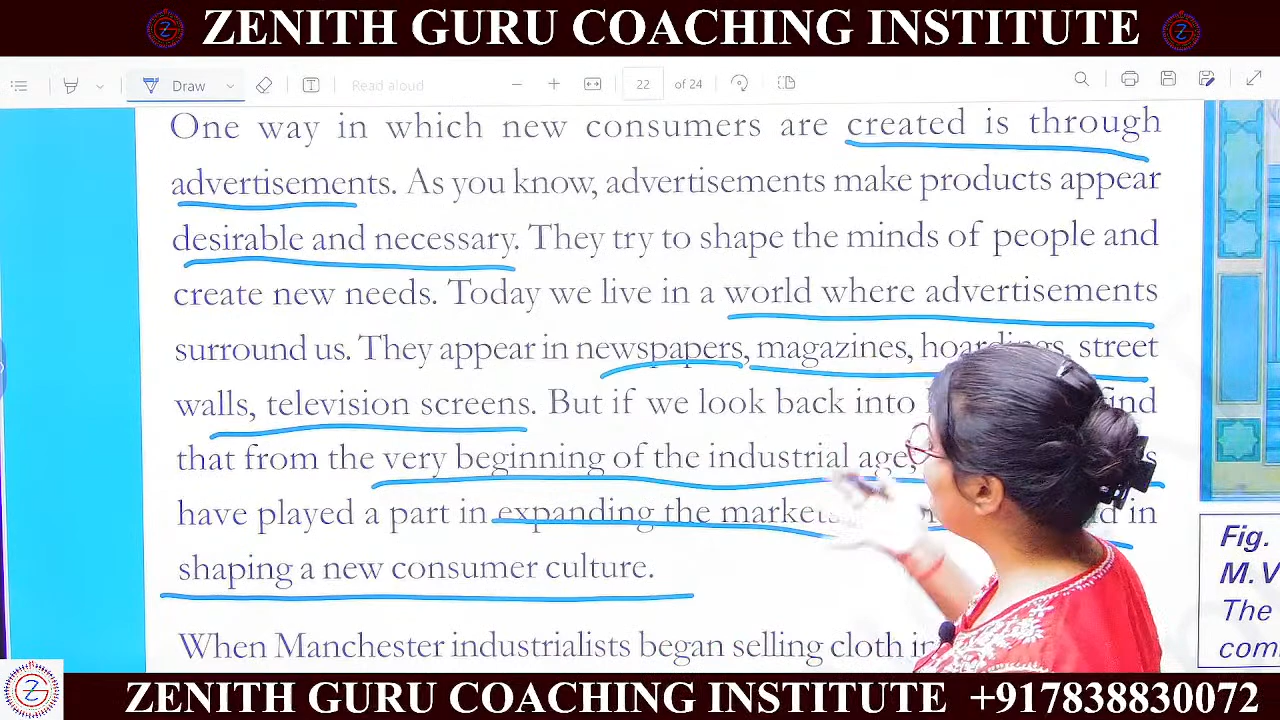 ZENITH GURU COACHING INSTITUTE
Draw
Read aloud
22
of 24
One way in which new consumers are created is through
advertisements. As you know, advertisements make products appear
desirable and necessary. They try to shape the minds of people and
create new needs. Today we live in a world where advertisements
surround us. They appear in newspapers, magazines, hoardings, street
walls, television screens. But if we look back into
that from the very beginning of the industrial age,
have played a part in expanding the markets in
shaping a new consumer culture.
When Manchester industrialists began selling cloth
Fig.
M.V
The
com
ZENITH GURU COACHING INSTITUTE +917838830072